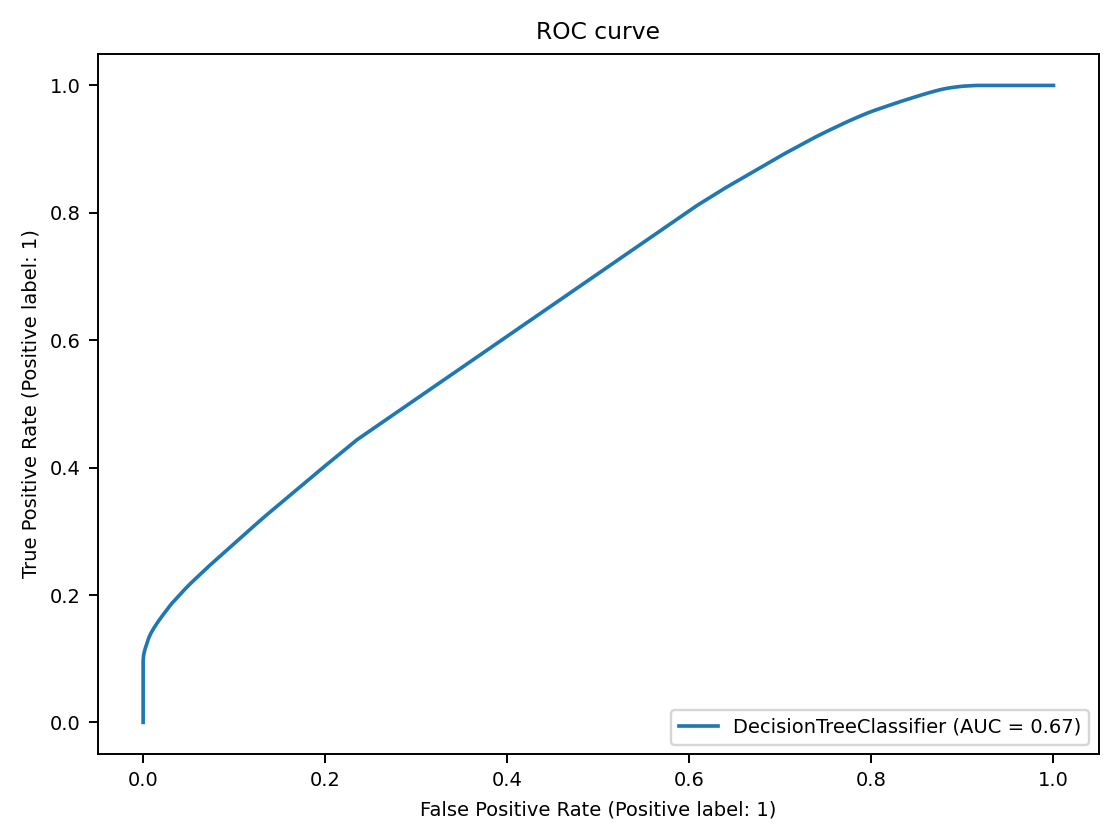 ROC curve
True Positive Rate (Positive label: 1)
1.0
0.8
0.6
0.4
0.2
0.0
DecisionTreeClassifier (AUC = 0.67)
0.0 0.2 0.4 0.6 0.8 1.0
False Positive Rate (Positive label: 1)